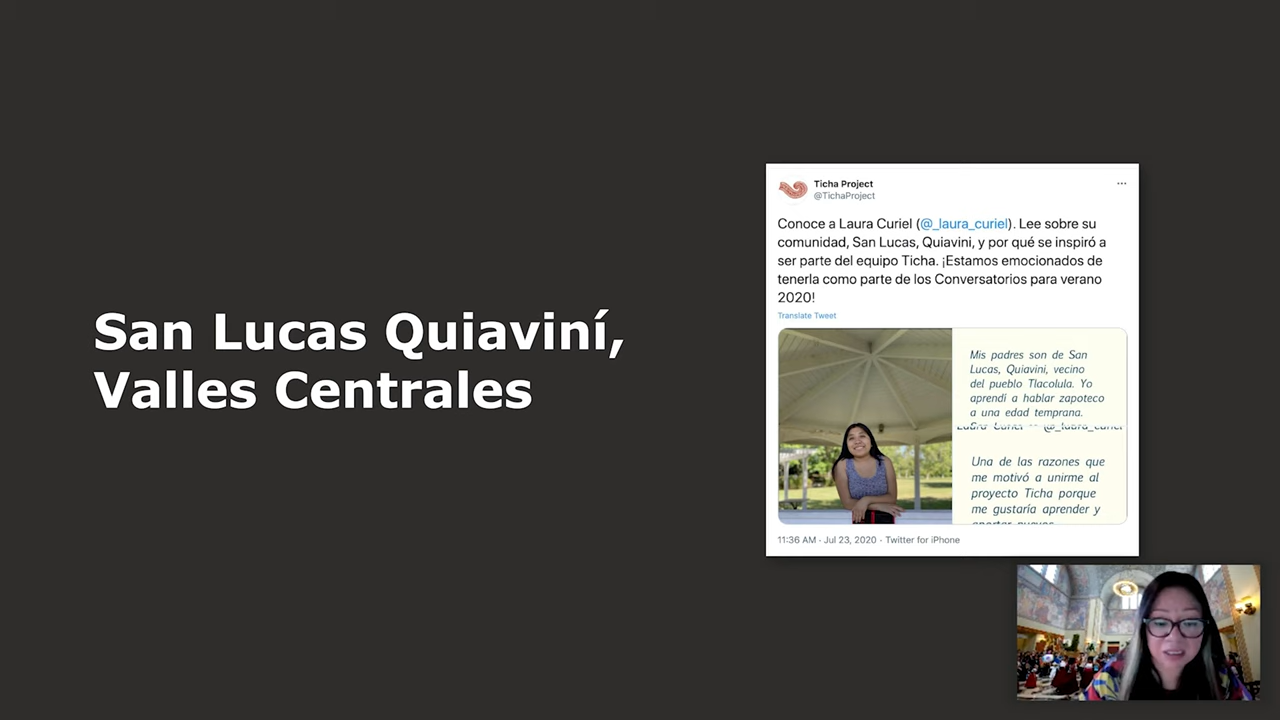 San Lucas Quiaviní,
Valles Centrales
Ticha Project
@TichaProject
Conoce a Laura Curiel (@_laura_curiel). Lee sobre su
comunidad, San Lucas, Quiavini, y por qué se inspiró a
ser parte del equipo Ticha. ¡Estamos emocionados de
tenerla como parte de los Conversatorios para verano
2020!
Translate Tweet
Mis padres son de San
Lucas, Quiavini, vecino
del pueblo Tlacolula. Yo
aprendi a hablar zapoteco
a una edad temprana.
Laura Curiel -- @_laura_curiel
Una de las razones que
me motivó a unirme al
proyecto Ticha porque
me gustaría aprender y
11:36 AM · Jul 23, 2020 · Twitter for iPhone